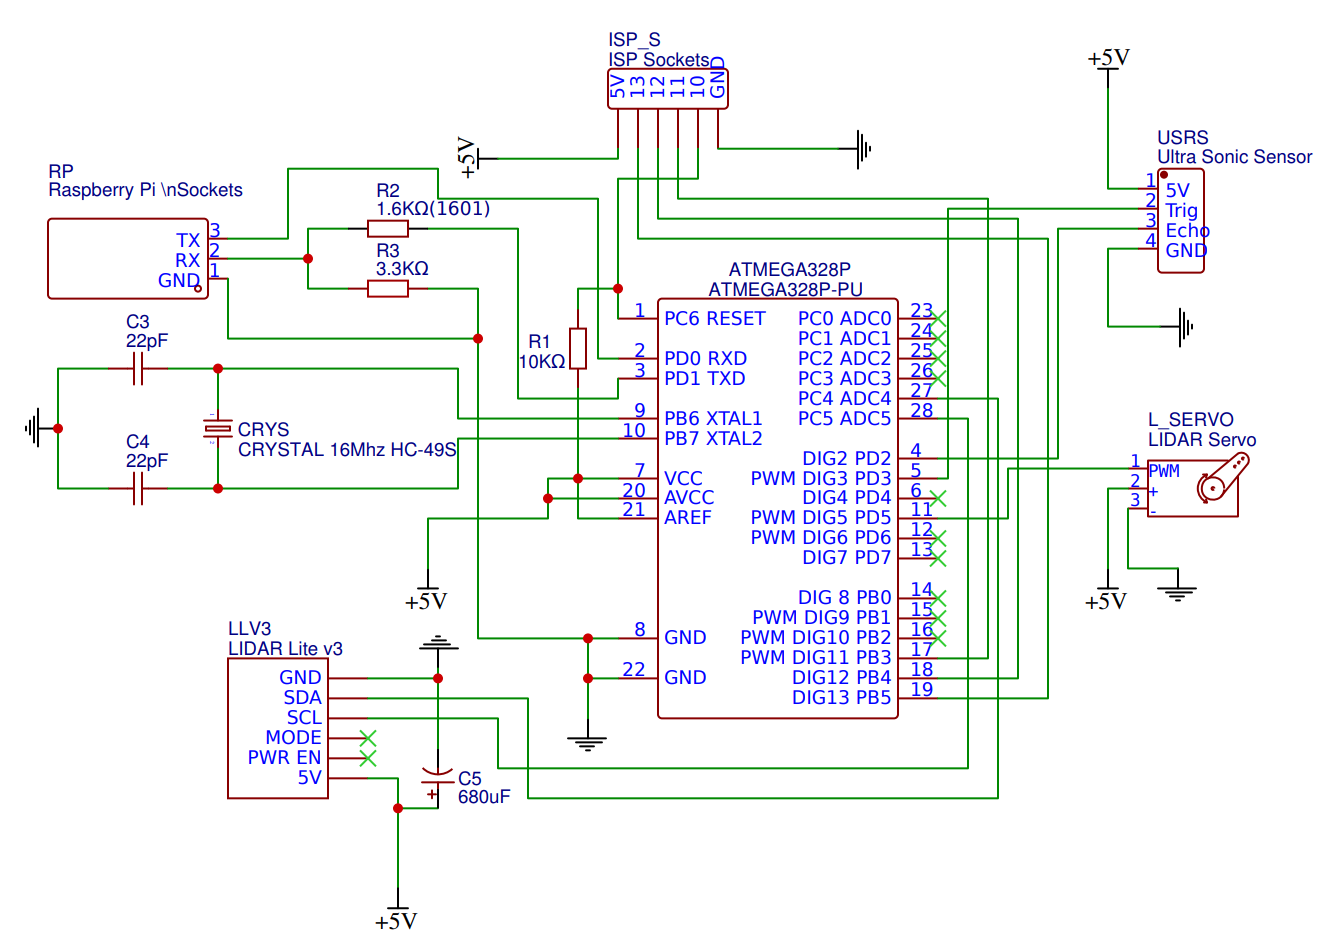 ISP_S
ISP Sockets
5V
13
12
11
10
GND
+5V
+5V
USRS
Ultra Sonic Sensor
1 5V
2 Trig
3 Echo
4 GND
RP
Raspberry Pi \nSockets
TX 3
RX 2
GND 1
R2
1.6KΩ(1601)
R3
3.3KΩ
C3
22pF
C4
22pF
CRYS
CRYSTAL 16Mhz HC-49S
1
2
R1
10KΩ
ATMEGA328P
ATMEGA328P-PU
1 PC6 RESET
2 PD0 RXD
3 PD1 TXD
9 PB6 XTAL1
10 PB7 XTAL2
7 VCC
20 AVCC
21 AREF
8 GND
22 GND
PC0 ADC0 23
PC1 ADC1 24
PC2 ADC2 25
PC3 ADC3 26
PC4 ADC4 27
PC5 ADC5 28
DIG2 PD2 4
PWM DIG3 PD3 5
DIG4 PD4 6
PWM DIG5 PD5 11
PWM DIG6 PD6 12
DIG7 PD7 13
DIG 8 PB0 14
PWM DIG9 PB1 15
PWM DIG10 PB2 16
PWM DIG11 PB3 17
DIG12 PB4 18
DIG13 PB5 19
L_SERVO
LIDAR Servo
1 PWM
2 +
3 -
+5V
+5V
LLV3
LIDAR Lite v3
GND
SDA
SCL
MODE
PWR EN
5V
C5
680uF
+
+5V